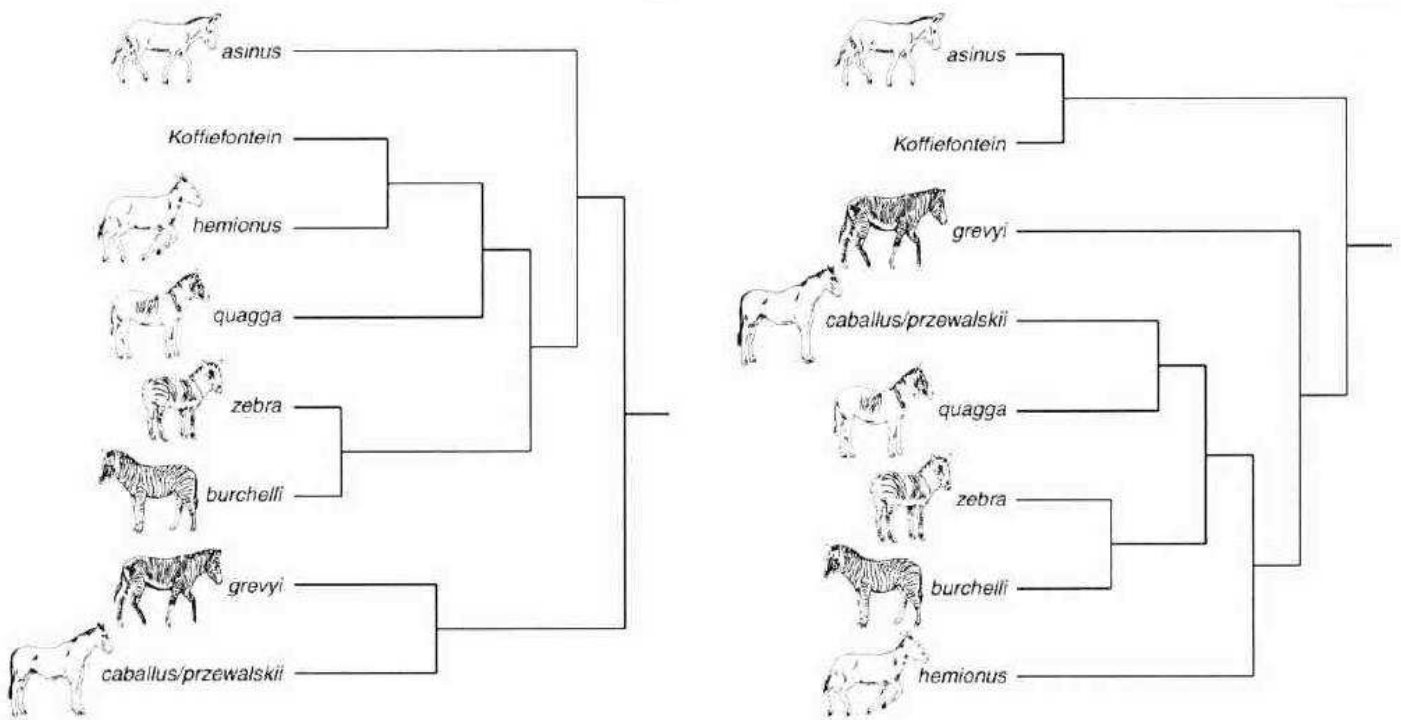 asinus
Koffiefontein
hemionus
quagga
zebra
burchelli
grevyi
caballus/przewalskii
asinus
Koffiefontein
grevyi
caballus/przewalskii
quagga
zebra
burchelli
hemionus